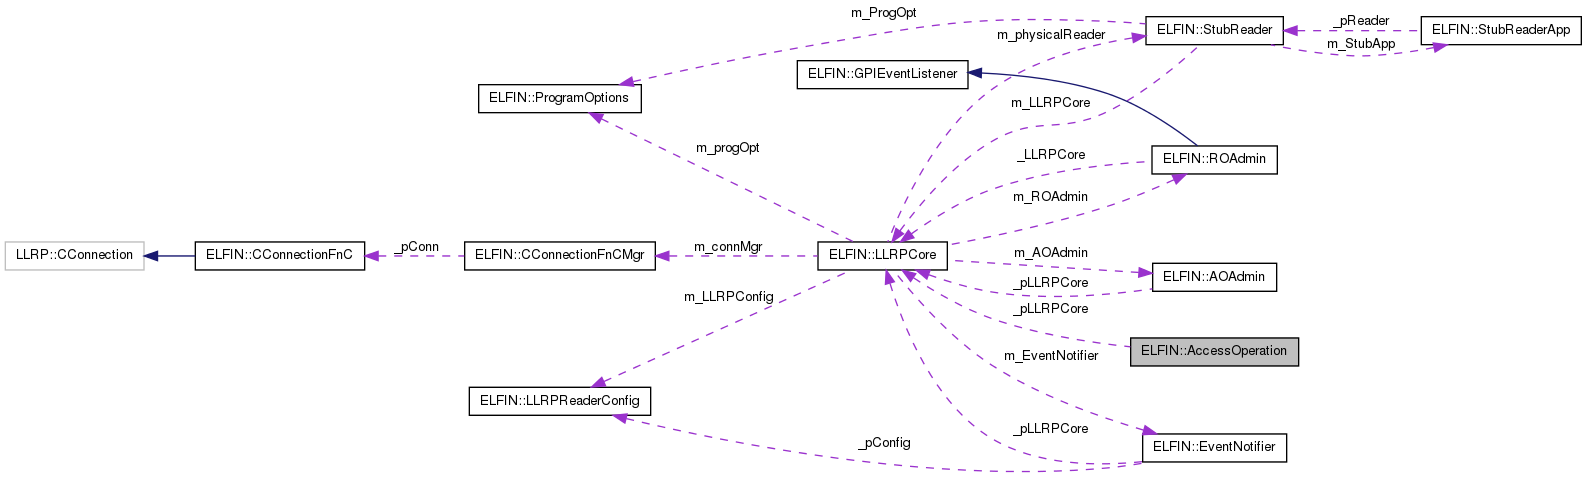 m_ProgOpt
ELFIN::StubReader
_pReader
ELFIN::StubReaderApp
m_physicalReader
m_StubApp
ELFIN::GPIEventListener
ELFIN::ProgramOptions
m_LLRPCore
m_progOpt
_LLRPCore
ELFIN::ROAdmin
m_ROAdmin
LLRP::CConnection
ELFIN::CConnectionFnC
_pConn
ELFIN::CConnectionFnCMgr
m_connMgr
ELFIN::LLRPCore
m_AOAdmin
ELFIN::AOAdmin
_pLLRPCore
m_LLRPConfig
_pLLRPCore
ELFIN::AccessOperation
m_EventNotifier
ELFIN::LLRPReaderConfig
_pLLRPCore
_pConfig
ELFIN::EventNotifier